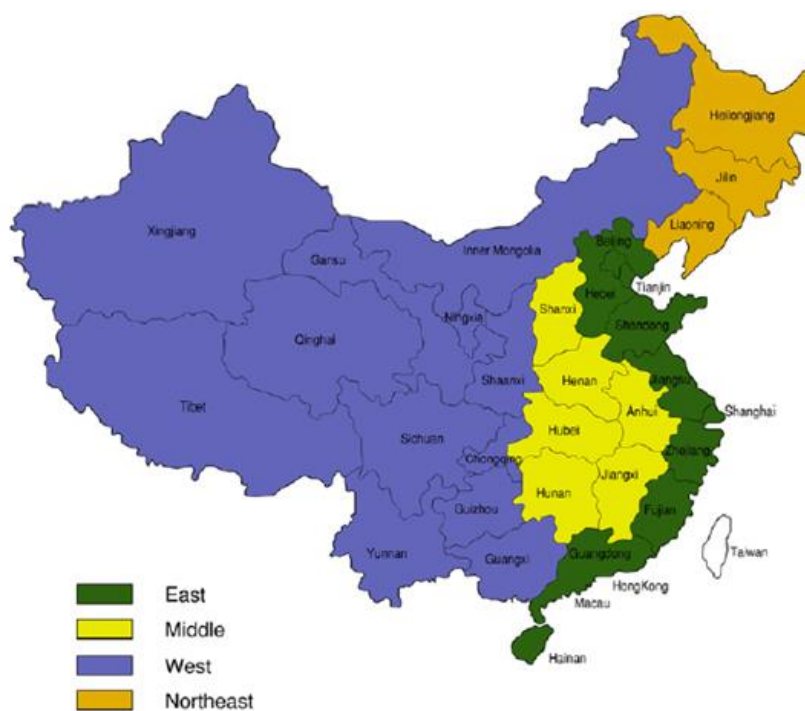 Heilongjiang
Jilin
Liaoning
Xingjiang
Gansu
Inner Mongolia
Beijing
Tianjin
Hebei
Shanxi
Ningxia
Shandong
Qinghai
Shaanxi
Henan
Jiangsu
Tibet
Anhui
Shanghai
Sichuan
Hubei
Chongqing
Zhejiang
Hunan
Jiangxi
Guizhou
Fujian
Yunnan
Guangxi
Guangdong
Taiwan
HongKong
Macau
Hainan
East
Middle
West
Northeast